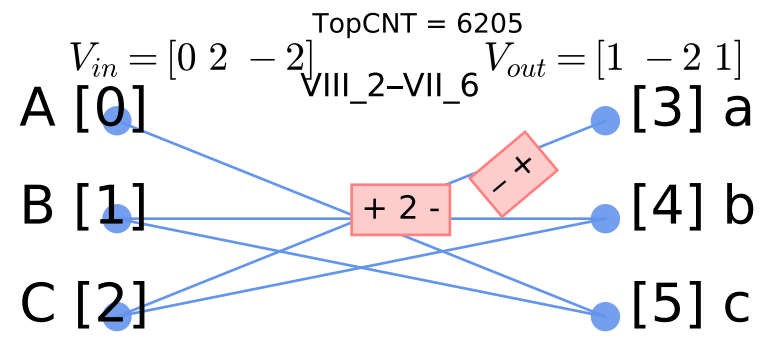 TopCNT = 6205
V_in = [0 2 − 2]
V_out = [1 − 2 1]
VIII_2–VII_6
A [0]
[3] a
− +
B [1]
+ 2 -
[4] b
C [2]
[5] c